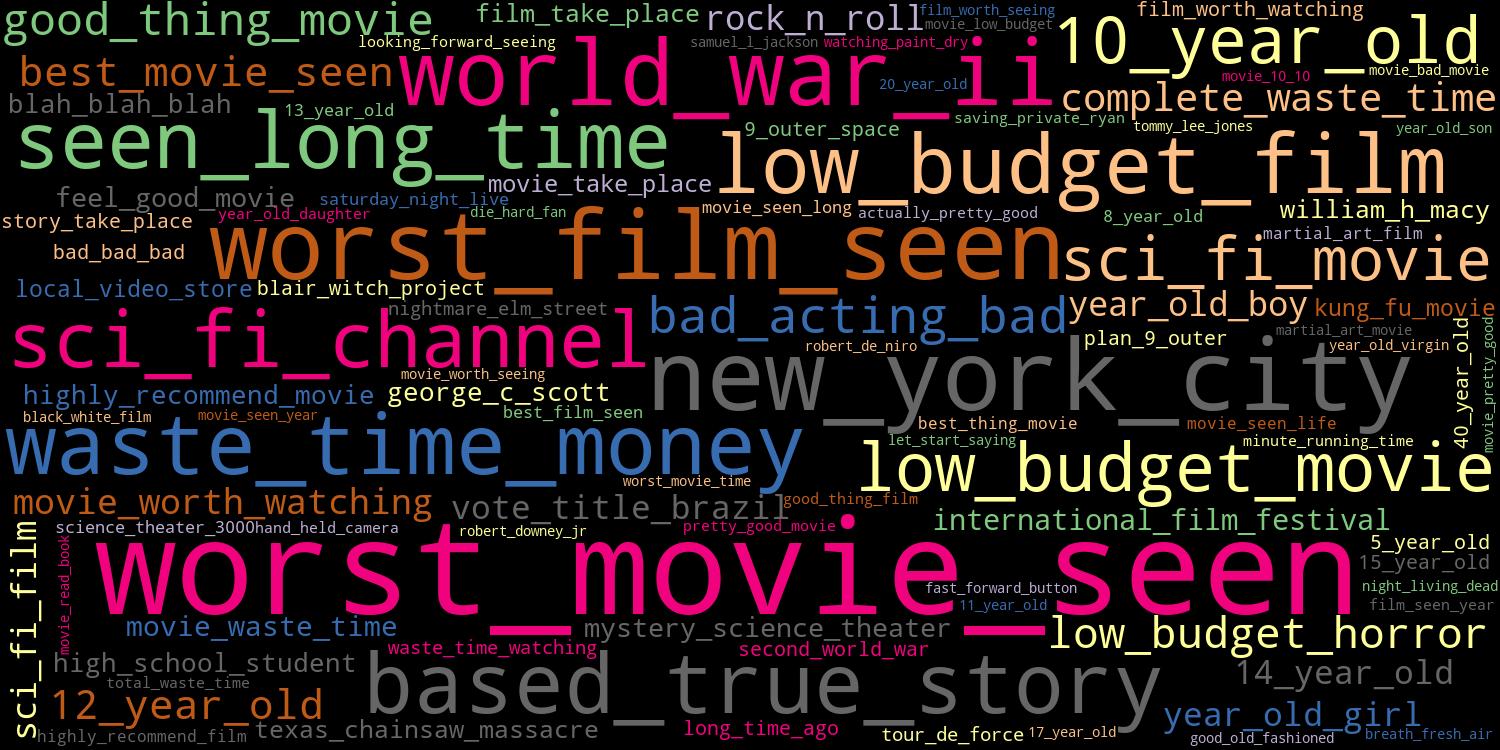 good_thing_movie
film_take_place
rock_n_roll
film_worth_seeing
movie_low_budget
film_worth_watching
10_year_old
looking_forward_seeing
samuel_l_jackson
watching_paint_dry
best_movie_seen
world_war_ii
20_year_old
movie_10_10
movie_bad_movie
blah_blah_blah
13_year_old
complete_waste_time
seen_long_time
9_outer_space
saving_private_ryan
tommy_lee_jones
year_old_son
low_budget_film
feel_good_movie
saturday_night_live
movie_take_place
story_take_place
year_old_daughter
die_hard_fan
movie_seen_long
actually_pretty_good
8_year_old
william_h_macy
bad_bad_bad
worst_film_seen
martial_art_film
sci_fi_movie
local_video_store
blair_witch_project
nightmare_elm_street
bad_acting_bad
year_old_boy
kung_fu_movie
sci_fi_channel
robert_de_niro
plan_9_outer
martial_art_movie
year_old_virgin
40_year_old
movie_pretty_good
movie_worth_seeing
new_york_city
highly_recommend_movie
george_c_scott
black_white_film
movie_seen_year
best_film_seen
best_thing_movie
movie_seen_life
waste_time_money
let_start_saying
minute_running_time
low_budget_movie
worst_movie_time
movie_worth_watching
vote_title_brazil
good_thing_film
international_film_festival
sci_fi_film
science_theater_3000
hand_held_camera
robert_downey_jr
pretty_good_movie
movie_read_book
worst_movie_seen
5_year_old
15_year_old
fast_forward_button
11_year_old
night_living_dead
film_seen_year
movie_waste_time
mystery_science_theater
low_budget_horror
waste_time_watching
second_world_war
high_school_student
based_true_story
14_year_old
total_waste_time
12_year_old
year_old_girl
highly_recommend_film
texas_chainsaw_massacre
long_time_ago
tour_de_force
17_year_old
good_old_fashioned
breath_fresh_air